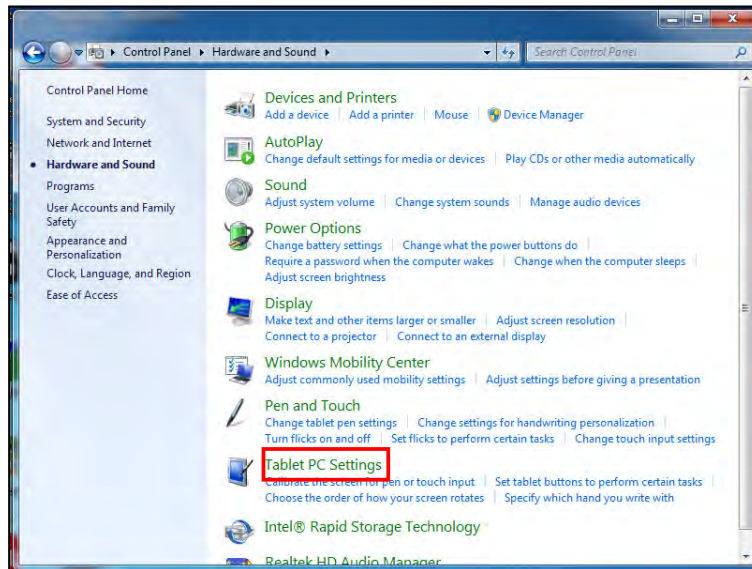 Control Panel Hardware and Sound
Search Control Panel
Control Panel Home
System and Security
Network and Internet
Hardware and Sound
Programs
User Accounts and Family
Safety
Appearance and
Personalization
Clock, Language, and Region
Ease of Access
Devices and Printers
Add a device Add a printer Mouse Device Manager
AutoPlay
Change default settings for media or devices Play CDs or other media automatically
Sound
Adjust system volume Change system sounds Manage audio devices
Power Options
Change battery settings Change what the power buttons do
Require a password when the computer wakes Change when the computer sleeps
Adjust screen brightness
Display
Make text and other items larger or smaller Adjust screen resolution
Connect to a projector Connect to an external display
Windows Mobility Center
Adjust commonly used mobility settings Adjust settings before giving a presentation
Pen and Touch
Change tablet pen settings Change settings for handwriting personalization
Turn flicks on and off Set flicks to perform certain tasks Change touch input settings
Tablet PC Settings
Calibrate the screen for pen or touch input Set tablet buttons to perform certain tasks
Choose the order of how your screen rotates Specify which hand you write with
Intel® Rapid Storage Technology
Realtek HD Audio Manager